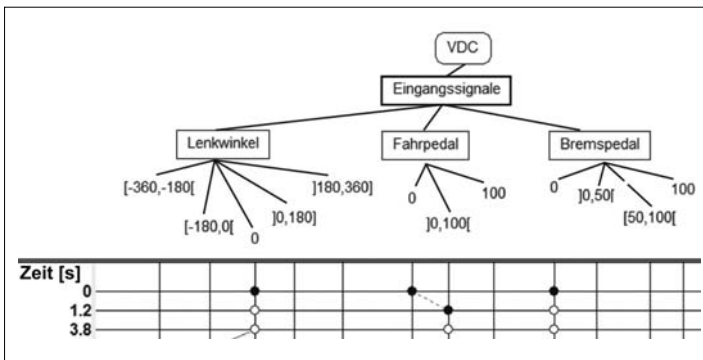 VDC
Eingangssignale
Lenkwinkel Fahrpedal Bremspedal
[-360,-180[ [-180,0[ 0 ]0,180] ]180,360]
0 ]0,100[ 100
0 ]0,50[ [50,100[ 100
Zeit [s]
0
1.2
3.8